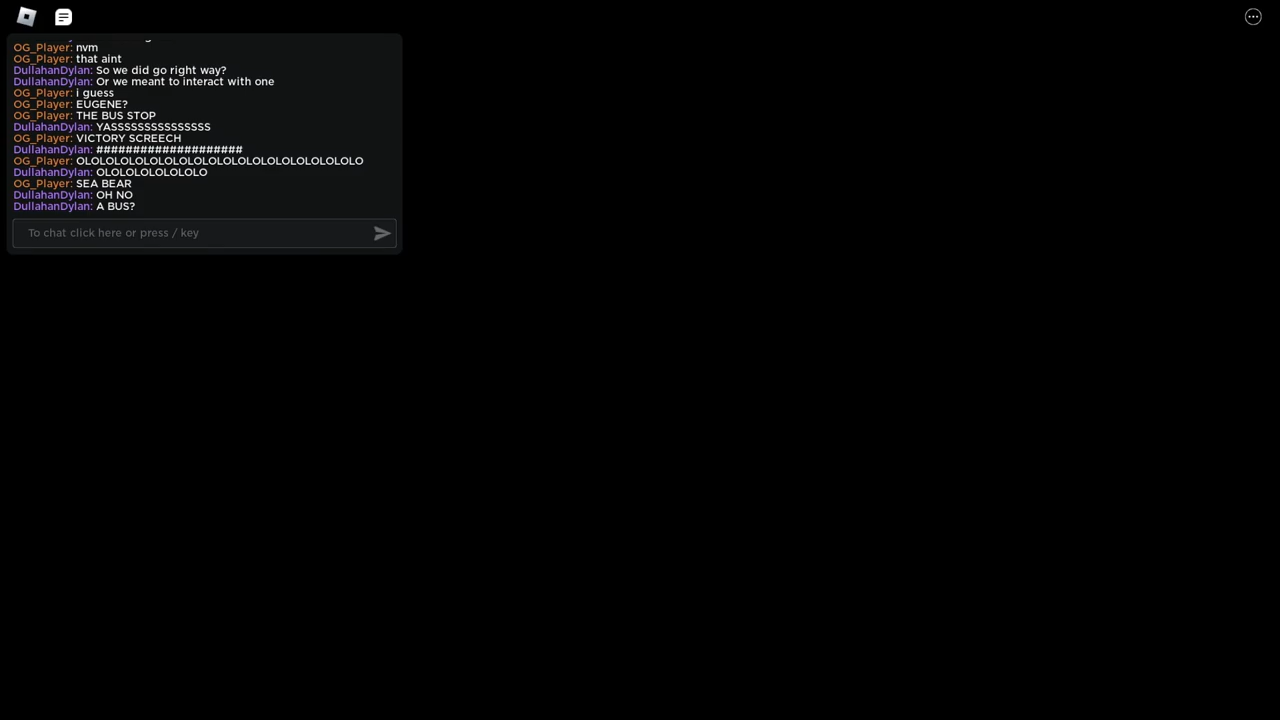 OG_Player: nvm
OG_Player: that aint
DullahanDylan: So we did go right way?
DullahanDylan: Or we meant to interact with one
OG_Player: i guess
OG_Player: EUGENE?
OG_Player: THE BUS STOP
DullahanDylan: YASSSSSSSSSSSSSS
OG_Player: VICTORY SCREECH
DullahanDylan: ####################
OG_Player: OLOLOLOLOLOLOLOLOLOLOLOLOLOLOLOLOLOLOLO
DullahanDylan: OLOLOLOLOLOLOLO
OG_Player: SEA BEAR
DullahanDylan: OH NO
DullahanDylan: A BUS?
To chat click here or press / key